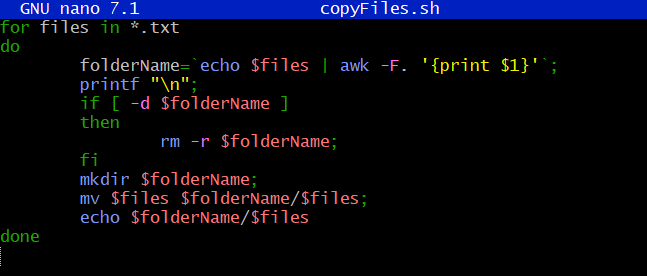 GNU nano 7.1 copyFiles.sh
for files in *.txt
do
        folderName=`echo $files | awk -F. '{print $1}'`;
        printf "\n";
        if [ -d $folderName ]
        then
                rm -r $folderName;
        fi
        mkdir $folderName;
        mv $files $folderName/$files;
        echo $folderName/$files
done